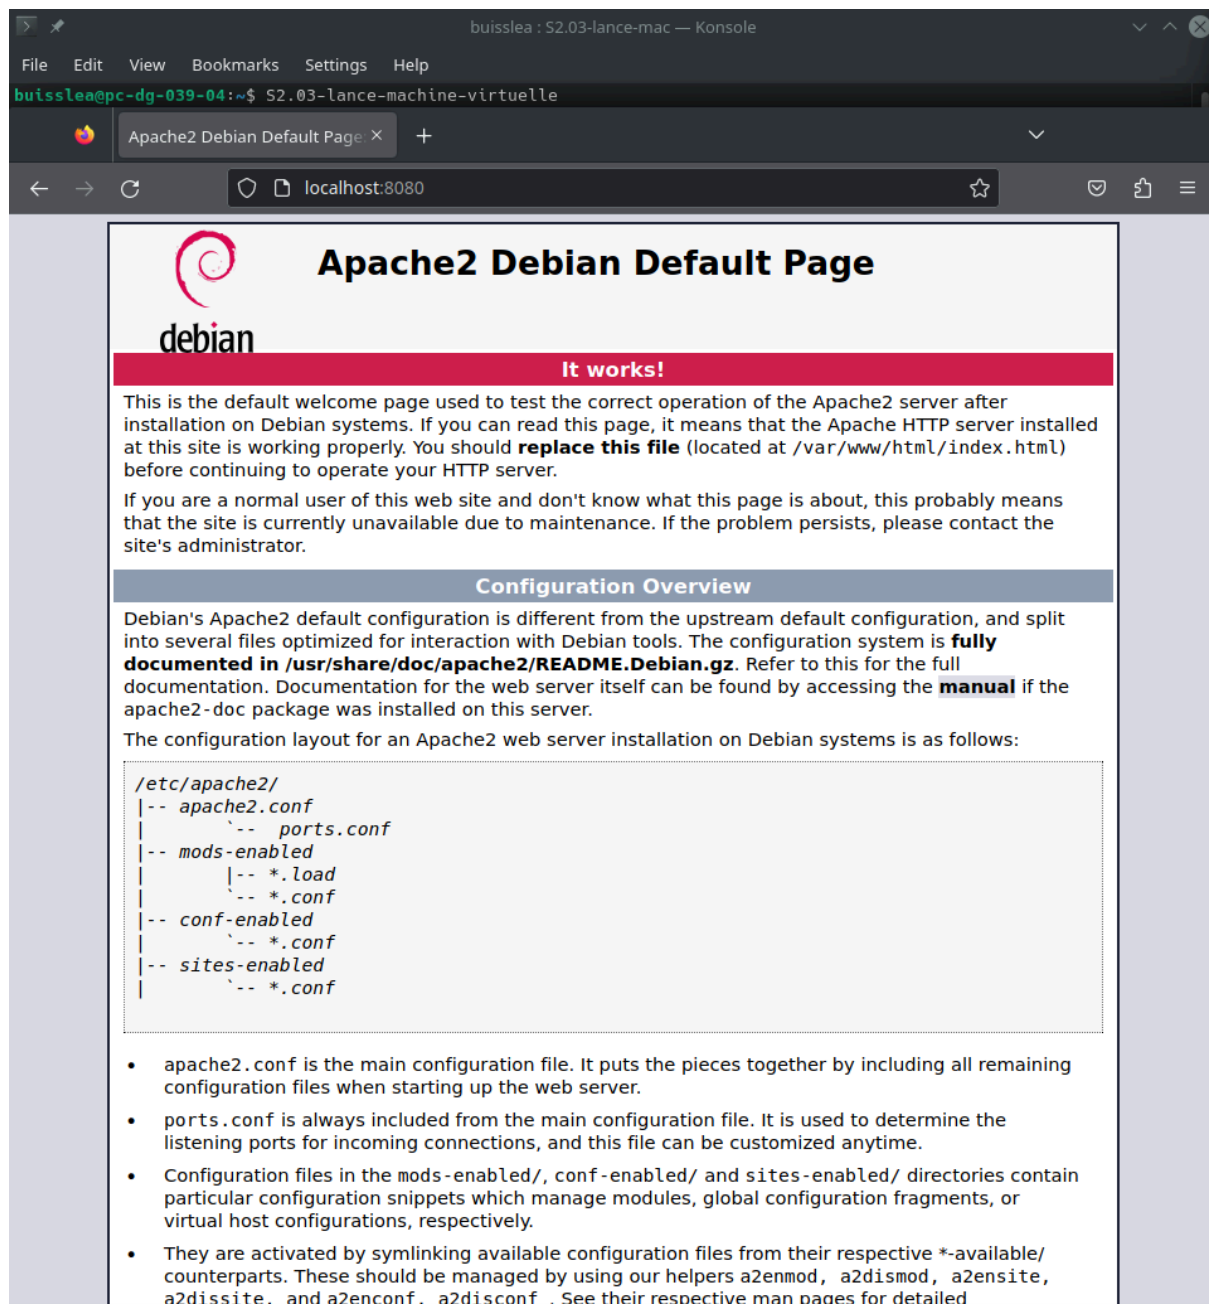 buisslea : S2.03-lance-mac — Konsole
File Edit View Bookmarks Settings Help
buisslea@pc-dg-039-04:~$ S2.03-lance-machine-virtuelle
Apache2 Debian Default Page:
localhost:8080
debian
Apache2 Debian Default Page
It works!
This is the default welcome page used to test the correct operation of the Apache2 server after
installation on Debian systems. If you can read this page, it means that the Apache HTTP server installed
at this site is working properly. You should replace this file (located at /var/www/html/index.html)
before continuing to operate your HTTP server.
If you are a normal user of this web site and don't know what this page is about, this probably means
that the site is currently unavailable due to maintenance. If the problem persists, please contact the
site's administrator.
Configuration Overview
Debian's Apache2 default configuration is different from the upstream default configuration, and split
into several files optimized for interaction with Debian tools. The configuration system is fully
documented in /usr/share/doc/apache2/README.Debian.gz. Refer to this for the full
documentation. Documentation for the web server itself can be found by accessing the manual if the
apache2-doc package was installed on this server.
The configuration layout for an Apache2 web server installation on Debian systems is as follows:
/etc/apache2/
|-- apache2.conf
|       `--  ports.conf
|-- mods-enabled
|       |-- *.load
|       `-- *.conf
|-- conf-enabled
|       `-- *.conf
|-- sites-enabled
|       `-- *.conf
• apache2.conf is the main configuration file. It puts the pieces together by including all remaining
configuration files when starting up the web server.
• ports.conf is always included from the main configuration file. It is used to determine the
listening ports for incoming connections, and this file can be customized anytime.
• Configuration files in the mods-enabled/, conf-enabled/ and sites-enabled/ directories contain
particular configuration snippets which manage modules, global configuration fragments, or
virtual host configurations, respectively.
• They are activated by symlinking available configuration files from their respective *-available/
counterparts. These should be managed by using our helpers a2enmod, a2dismod, a2ensite,
a2dissite, and a2enconf, a2disconf . See their respective man pages for detailed